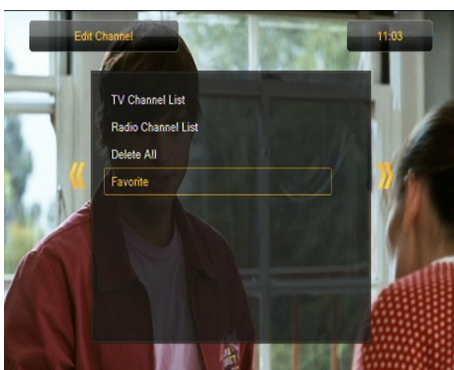 Edit Channel
11:03
TV Channel List
Radio Channel List
Delete All
Favorite